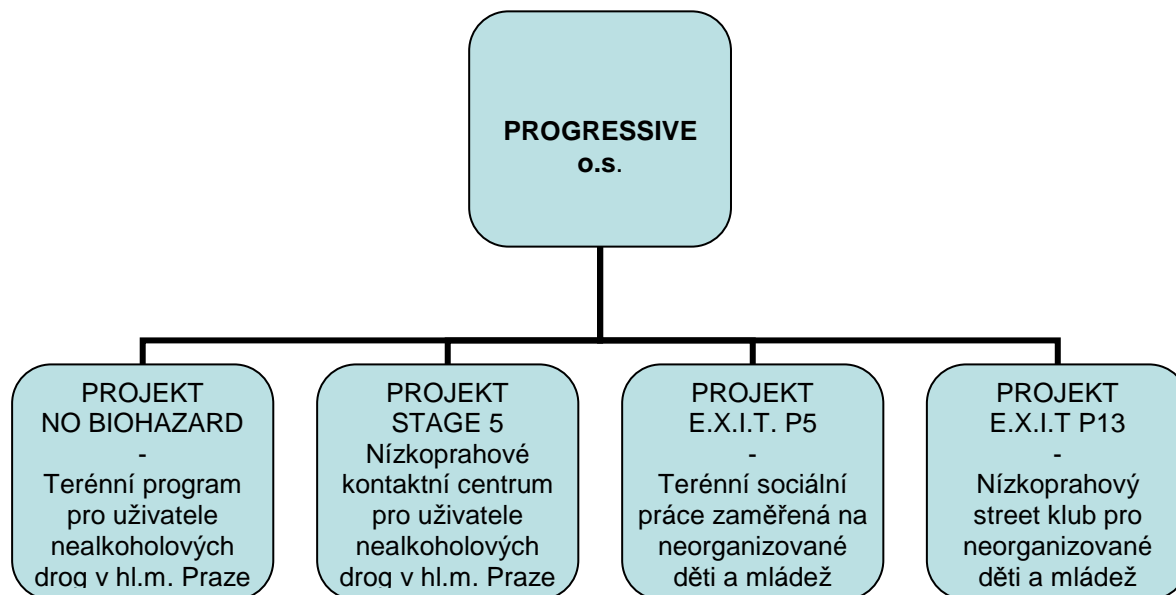 PROGRESSIVE
o.s.
PROJEKT
NO BIOHAZARD
-
Terénní program
pro uživatele
nealkoholových
drog v hl.m. Praze
PROJEKT
STAGE 5
Nízkoprahové
kontaktní centrum
pro uživatele
nealkoholových
drog v hl.m. Praze
PROJEKT
E.X.I.T. P5
-
Terénní sociální
práce zaměřená na
neorganizované
děti a mládež
PROJEKT
E.X.I.T P13
-
Nízkoprahový
street klub pro
neorganizované
děti a mládež